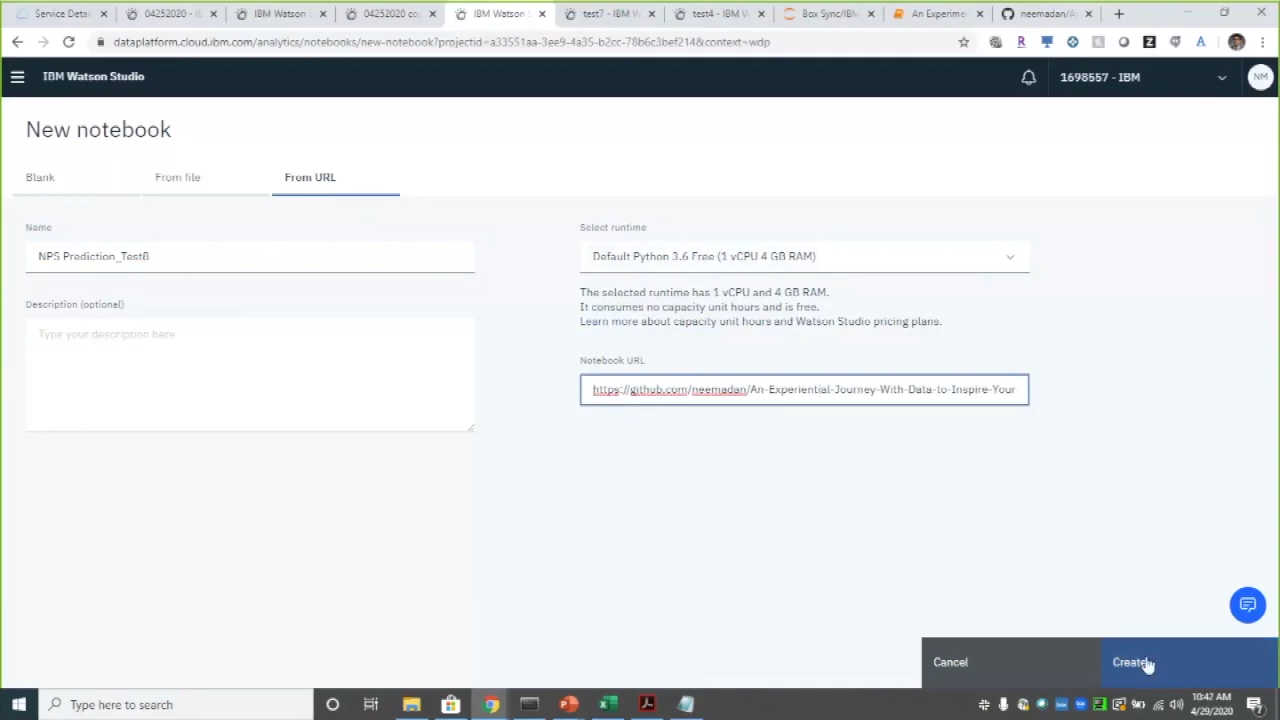 Service Detai
04252020 - IE
IBM Watson S
04252020 cop
IBM Watson S
test7 - IBM W
test4 - IBM W
Box Sync/IBM
An Experimen
neemadan/An
dataplatform.cloud.ibm.com/analytics/notebooks/new-notebook?projectid=a33551aa-3ee9-4a35-b2cc-78b6c3bef214&context=wdp
IBM Watson Studio
1698557 - IBM
NM
New notebook
Blank
From file
From URL
Name
NPS Prediction_Test8
Description (optional)
Type your description here
Select runtime
Default Python 3.6 Free (1 vCPU 4 GB RAM)
The selected runtime has 1 vCPU and 4 GB RAM.
It consumes no capacity unit hours and is free.
Learn more about capacity unit hours and Watson Studio pricing plans.
Notebook URL
https://github.com/neemadan/An-Experiential-Journey-With-Data-to-Inspire-Your
Cancel
Create
Type here to search
10:42 AM
4/29/2020